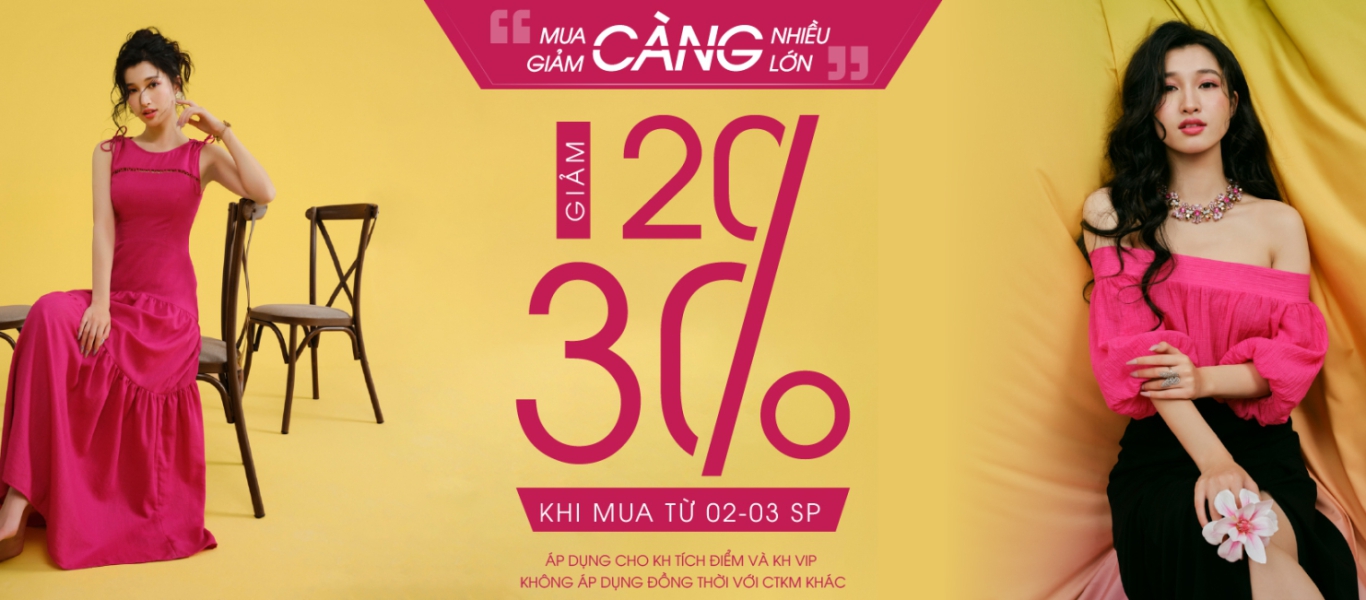 “ MUA CÀNG NHIỀU
GIẢM CÀNG LỚN ”
GIẢM 20
30%
KHI MUA TỪ 02-03 SP
ÁP DỤNG CHO KH TÍCH ĐIỂM VÀ KH VIP
KHÔNG ÁP DỤNG ĐỒNG THỜI VỚI CTKM KHÁC